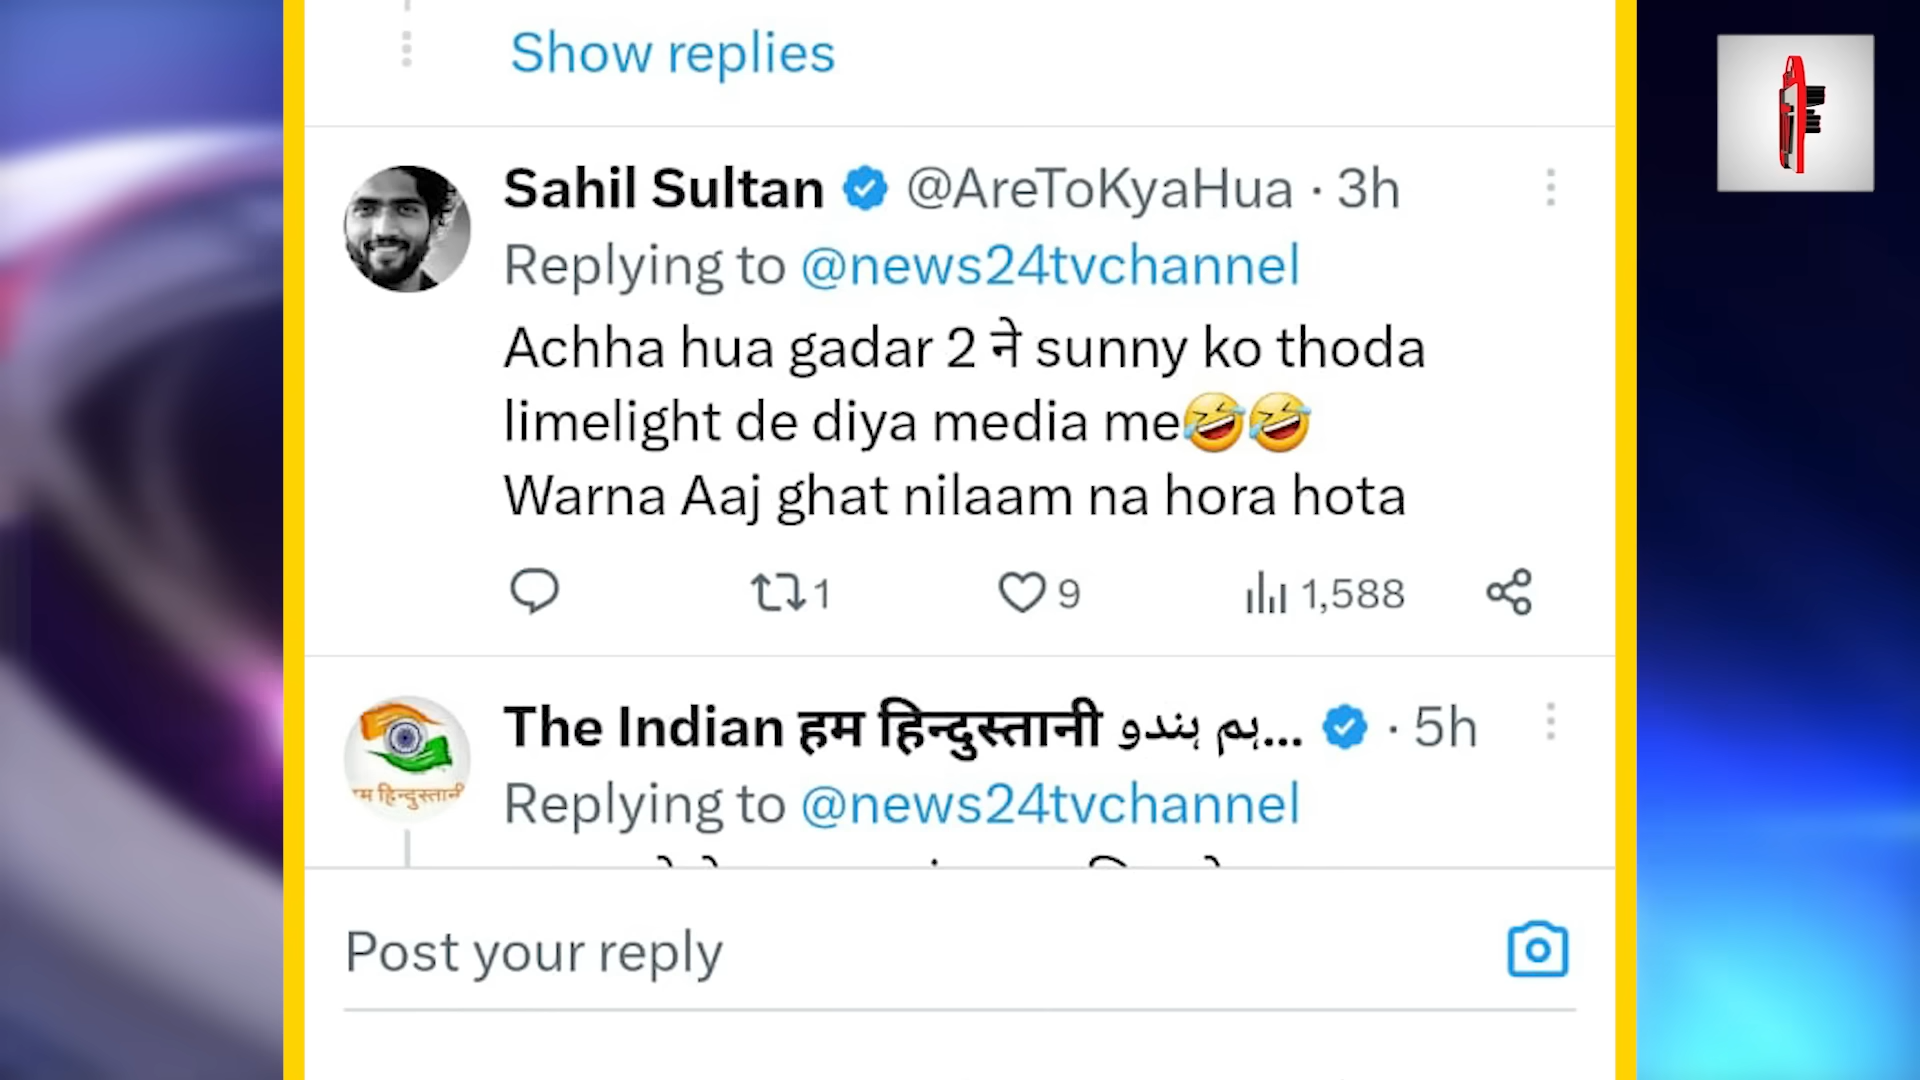 Show replies
Sahil Sultan @AreToKyaHua · 3h
Replying to @news24tvchannel
Achha hua gadar 2 ने sunny ko thoda
limelight de diya media me🤣🤣
Warna Aaj ghat nilaam na hora hota
1 9 1,588
The Indian हम हिन्दुस्तानी ہم ہندو... · 5h
हिन्दुस्तानी
Replying to @news24tvchannel
Post your reply